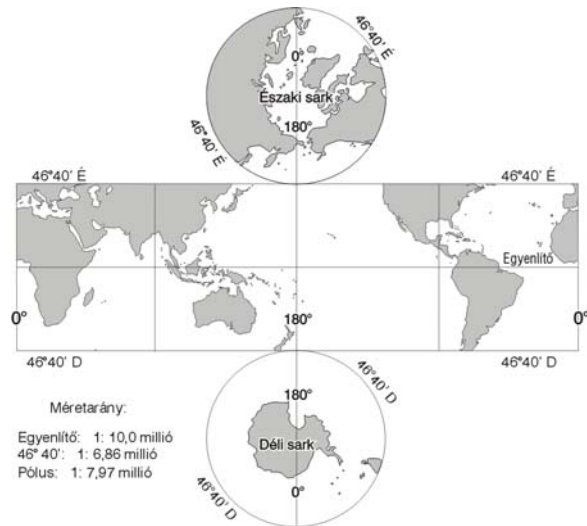 46°40' É
0°
Északi sark
180°
46°40' É
46°40' É
46°40' É
Egyenlítő
0°
180°
0°
46°40' D
46°40' D
46°40' D
180°
Déli sark
0°
46°40' D
Méretarány:
Egyenlítő: 1: 10,0 millió
46° 40': 1: 6,86 millió
Pólus: 1: 7,97 millió